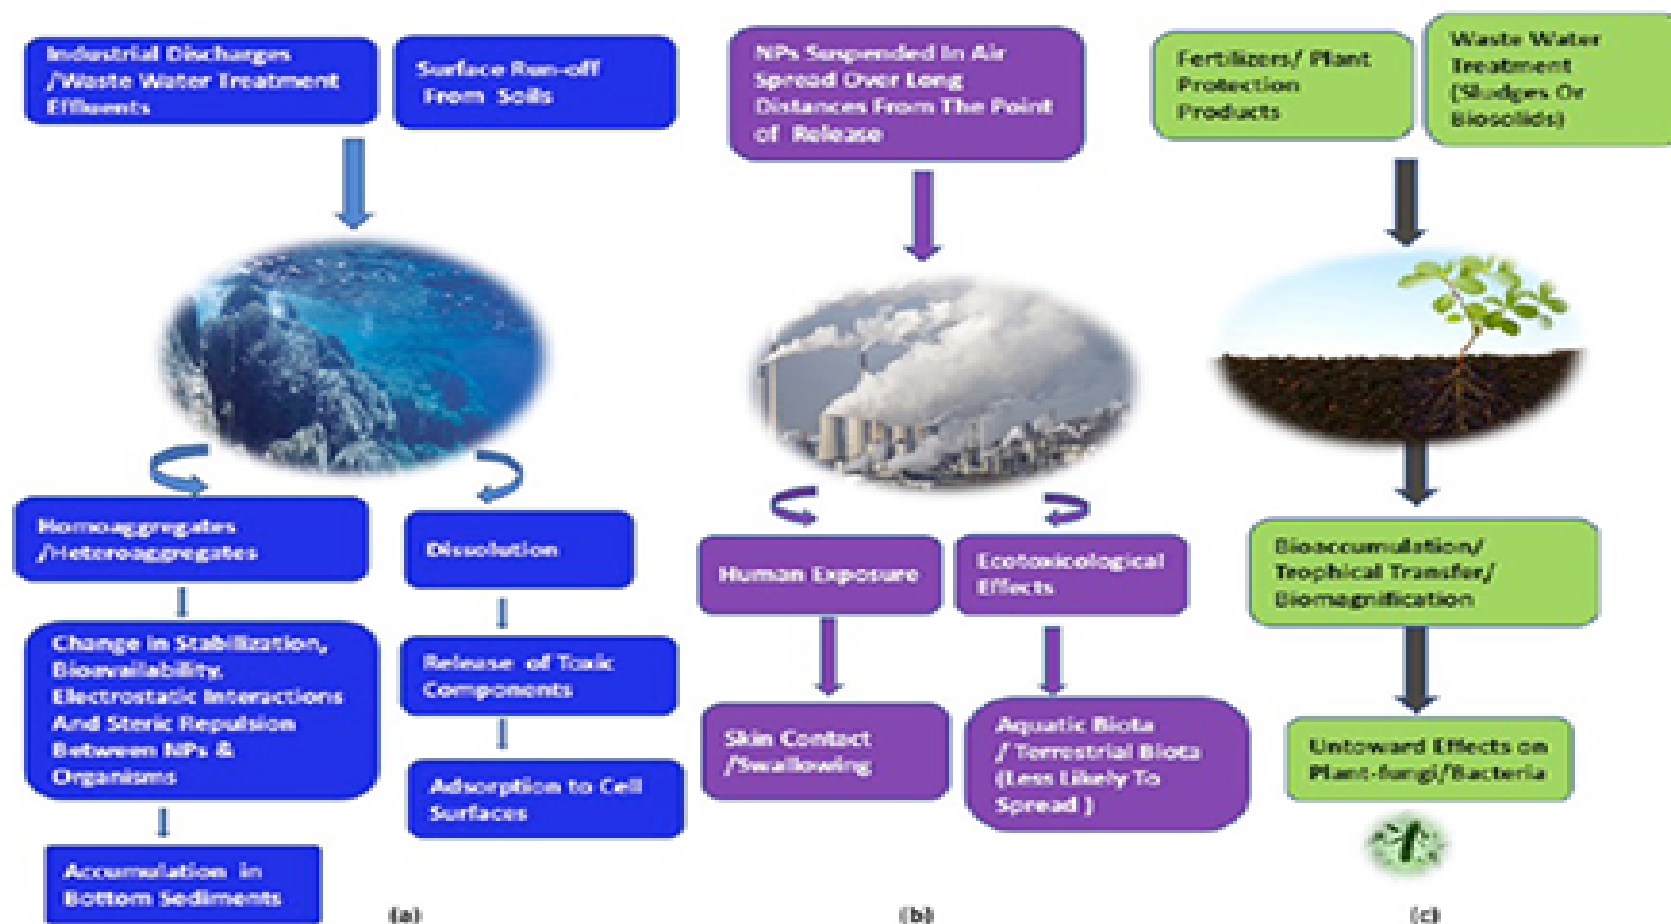 Industrial Discharges
/Waste Water Treatment
Effluents
Surface Run-off
From Soils
Homoaggregates
/Heteroaggregates
Dissolution
Change in Stabilization,
Bioavailability.
Electrostatic Interactions
And Steric Repulsion
Between NPs &
Organisms
Release of Toxic
Components
Adsorption to Cell
Surfaces
Accumulation in
Bottom Sediments
(a)
NPs Suspended In Air
Spread Over Long
Distances From The Point
of Release
Human Exposure
Ecotoxicological
Effects
Skin Contact
/Swallowing
Aquatic Biota
/ Terrestrial Biota
(Less Likely To
Spread )
(b)
Fertilizers/ Plant
Protection
Products
Waste Water
Treatment
(Sludges Or
Biosolids)
Bioaccumulation/
Trophical Transfer/
Biomagnification
Untoward Effects on
Plant-fungi/Bacteria
(c)